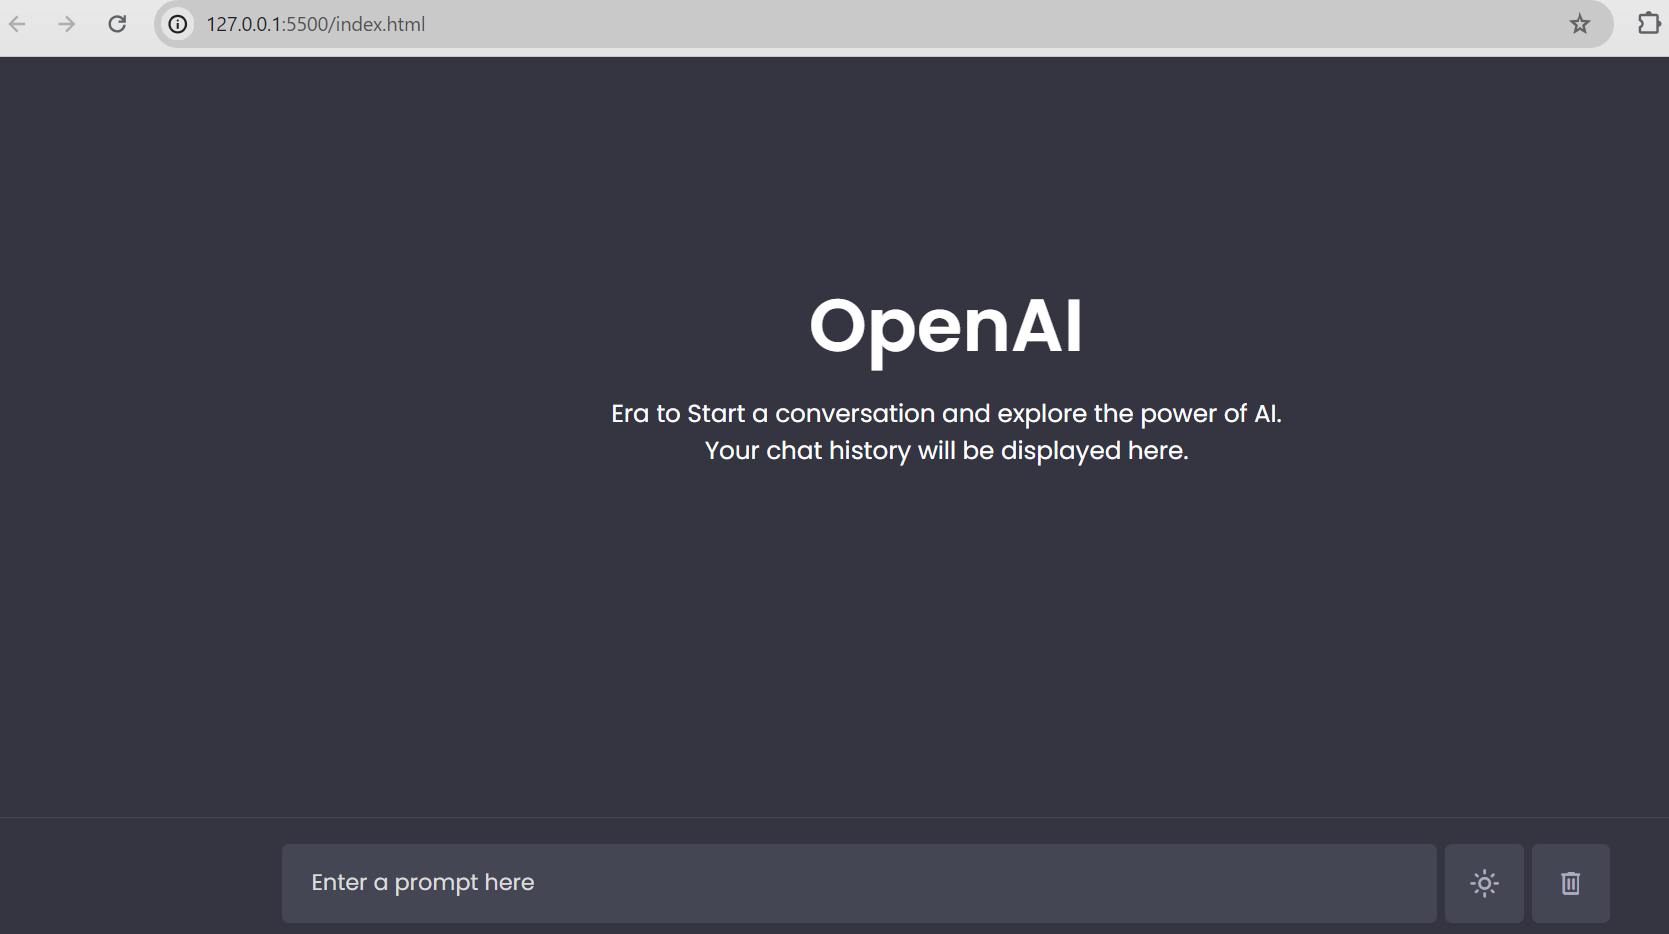 127.0.0.1:5500/index.html
OpenAI
Era to Start a conversation and explore the power of AI.
Your chat history will be displayed here.
Enter a prompt here